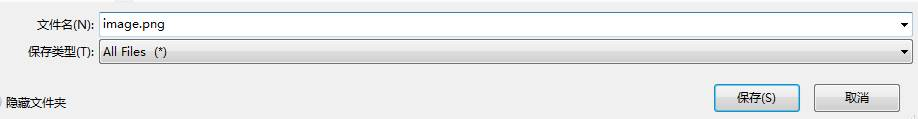 文件名(N): image.png
保存类型(T): All Files (*)
隐藏文件夹 保存(S) 取消